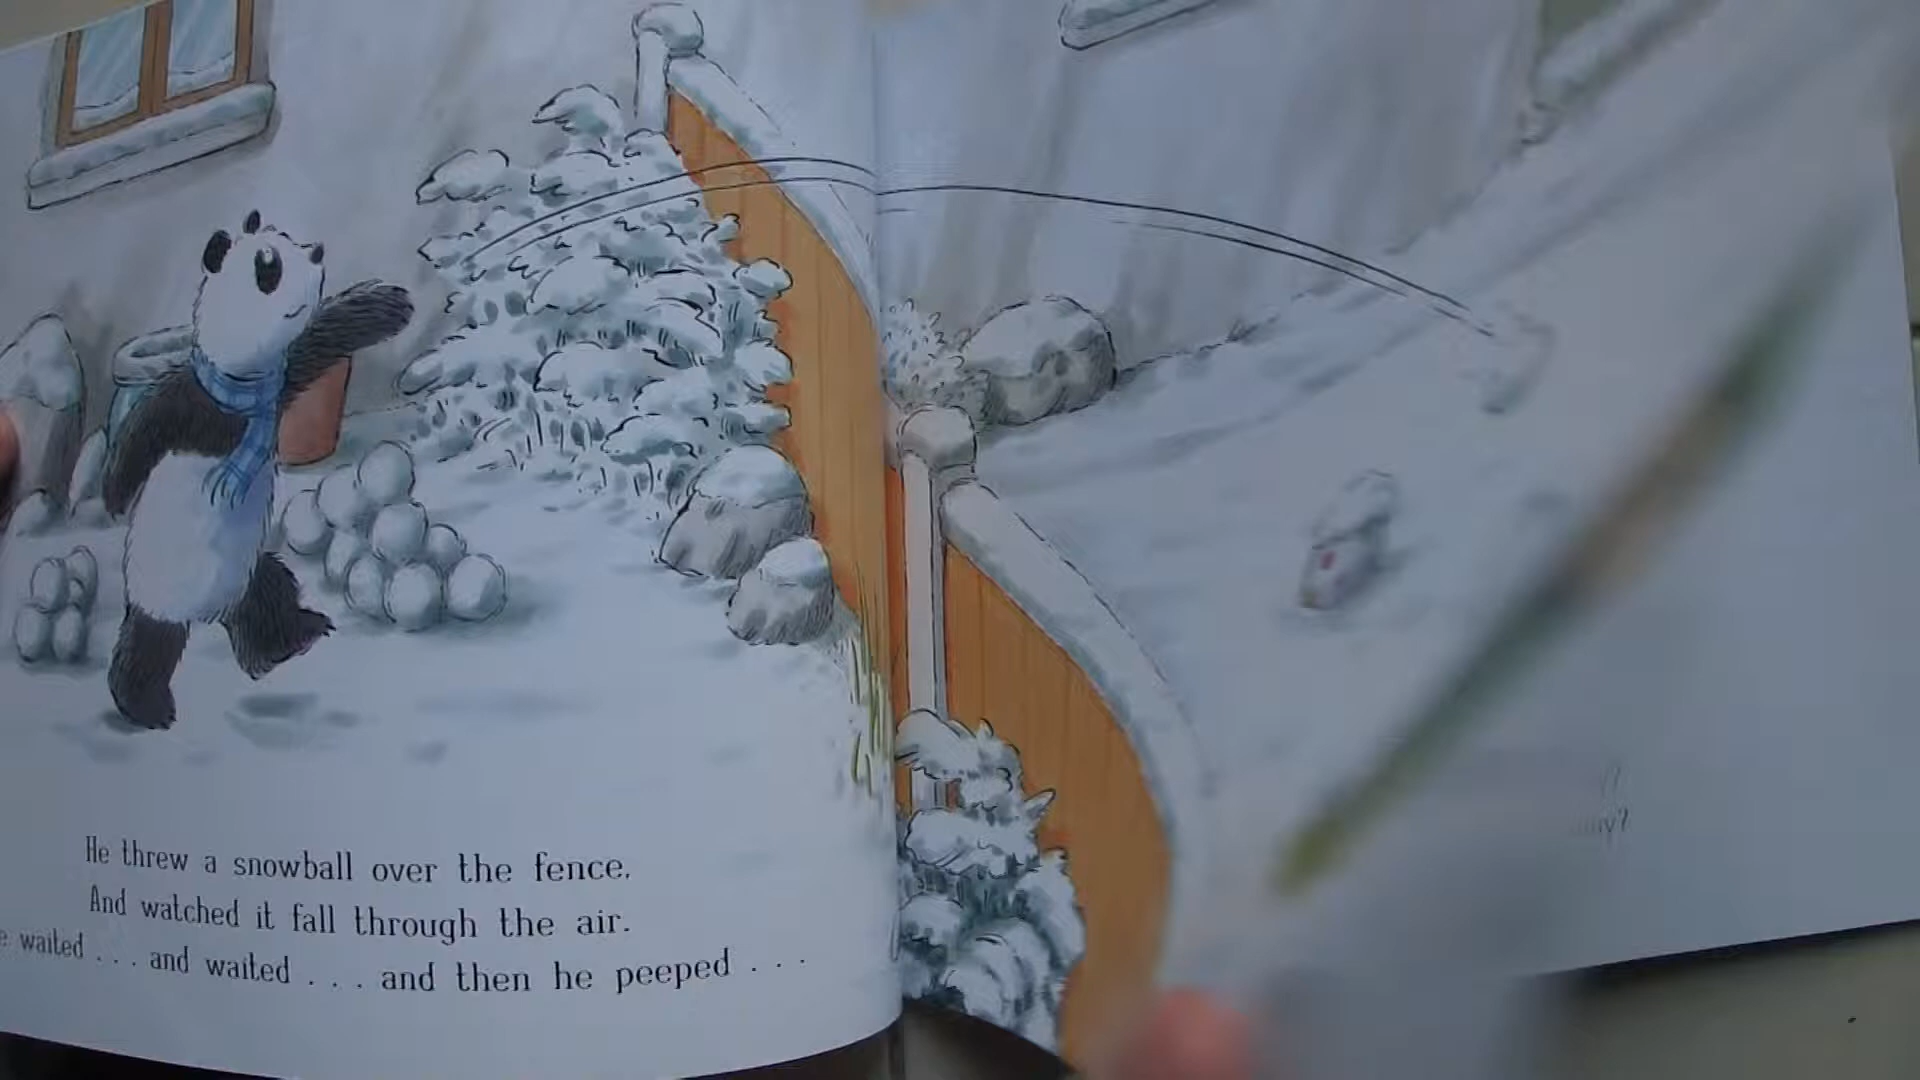 He threw a snowball over the fence.
And watched it fall through the air.
waited . . . and waited . . . and then he peeped . . .